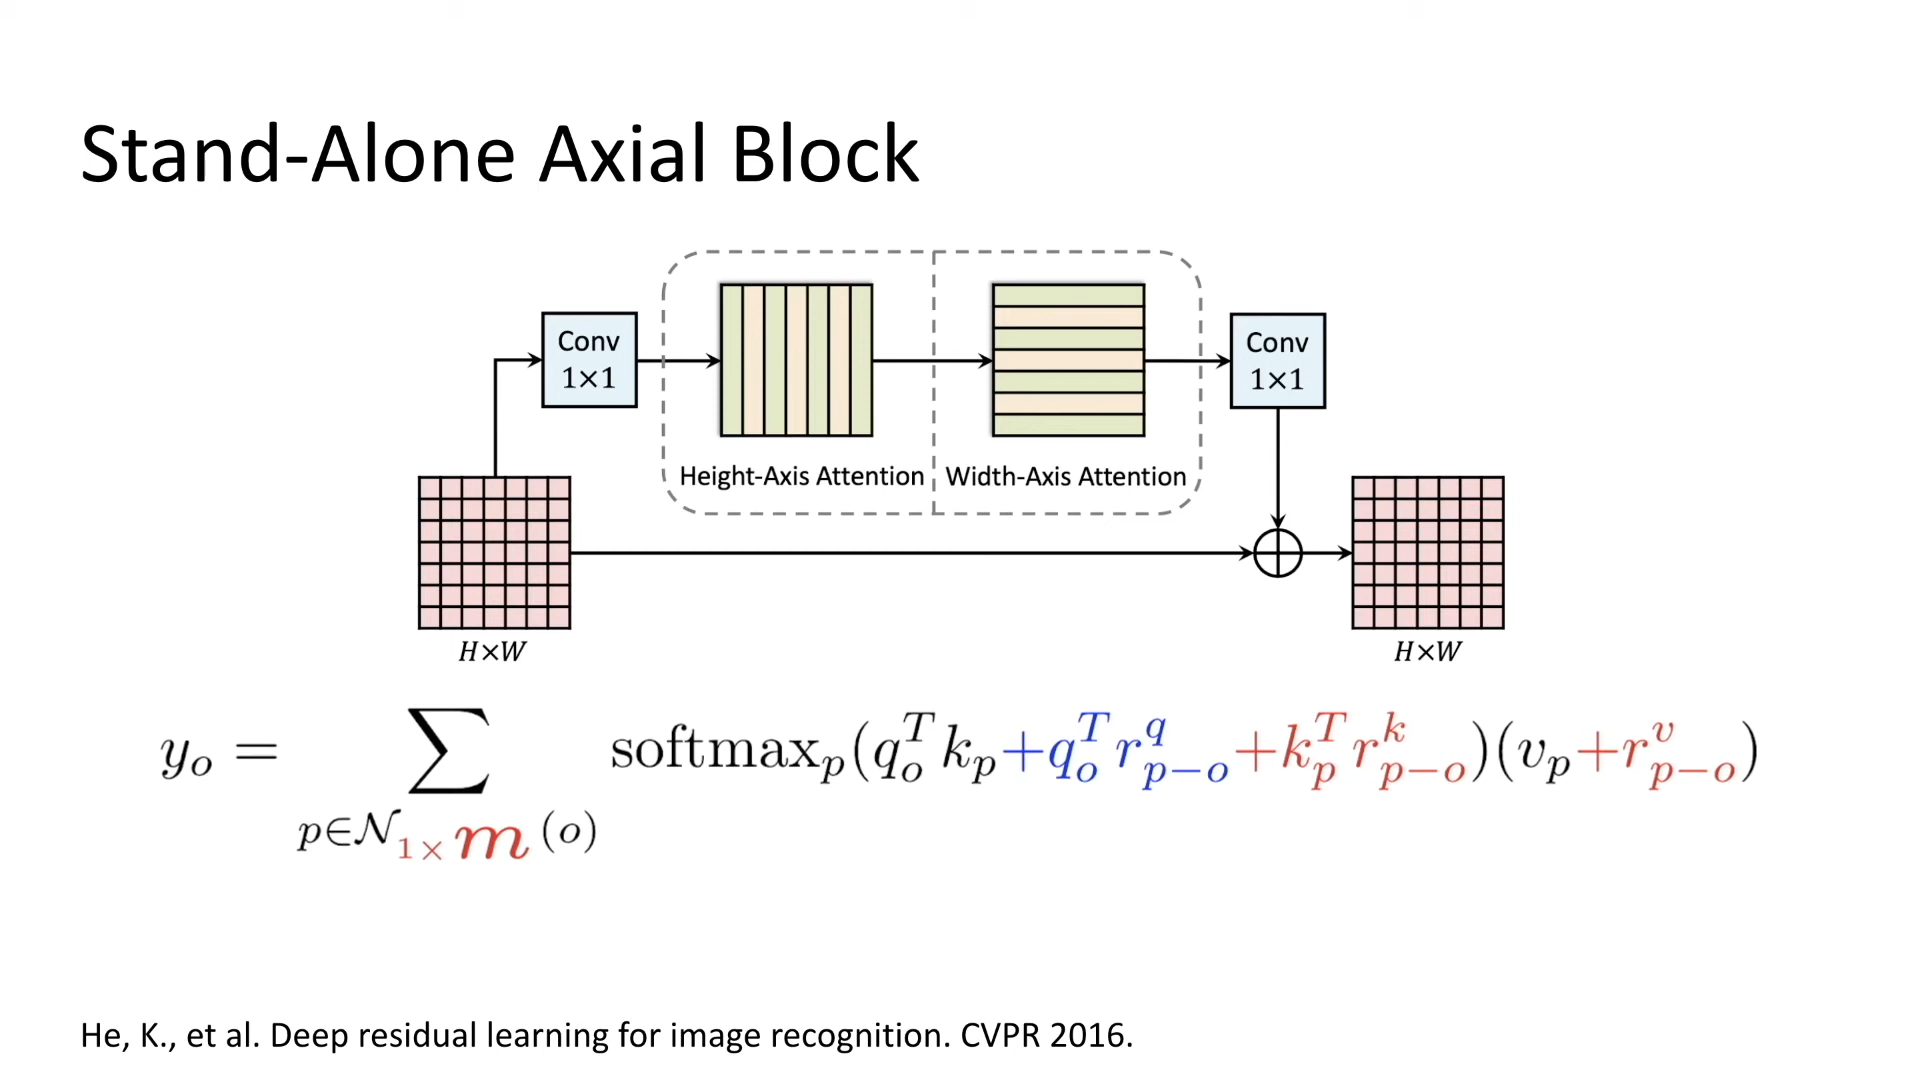 Stand-Alone Axial Block
Conv
1×1
Height-Axis Attention
Width-Axis Attention
Conv
1×1
H×W
H×W
y_o = ∑_{p∈𝒩_{1×m}(o)} softmax_p(q_o^T k_p + q_o^T r_{p−o}^q + k_p^T r_{p−o}^k)(v_p + r_{p−o}^v)
He, K., et al. Deep residual learning for image recognition. CVPR 2016.